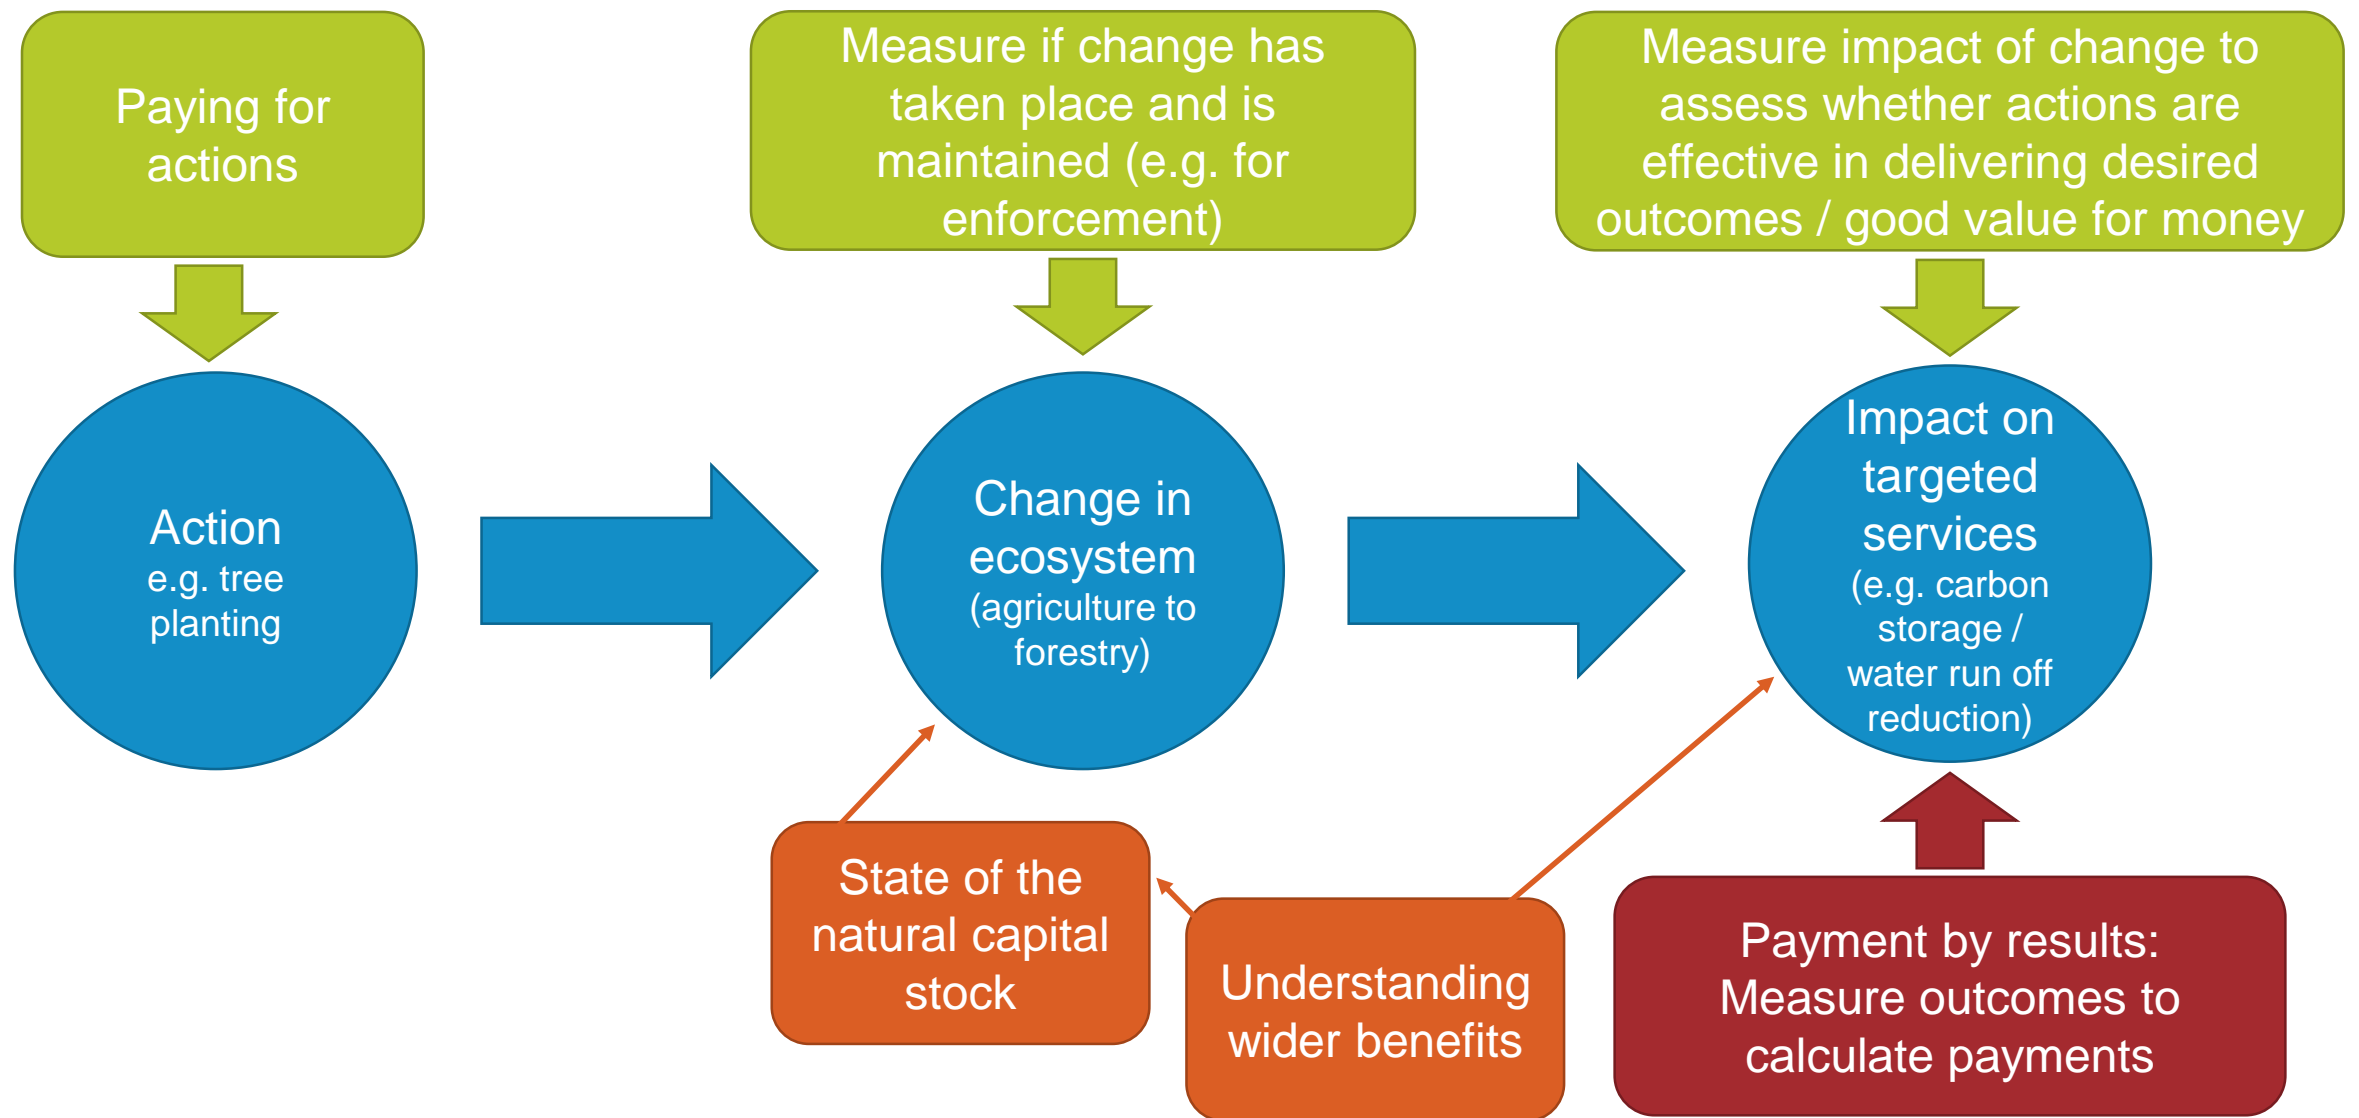 Paying for
actions
Measure if change has
taken place and is
maintained (e.g. for
enforcement)
Measure impact of change to
assess whether actions are
effective in delivering desired
outcomes / good value for money
Action
e.g. tree
planting
Change in
ecosystem
(agriculture to
forestry)
Impact on
targeted
services
(e.g. carbon
storage /
water run off
reduction)
State of the
natural capital
stock
Understanding
wider benefits
Payment by results:
Measure outcomes to
calculate payments